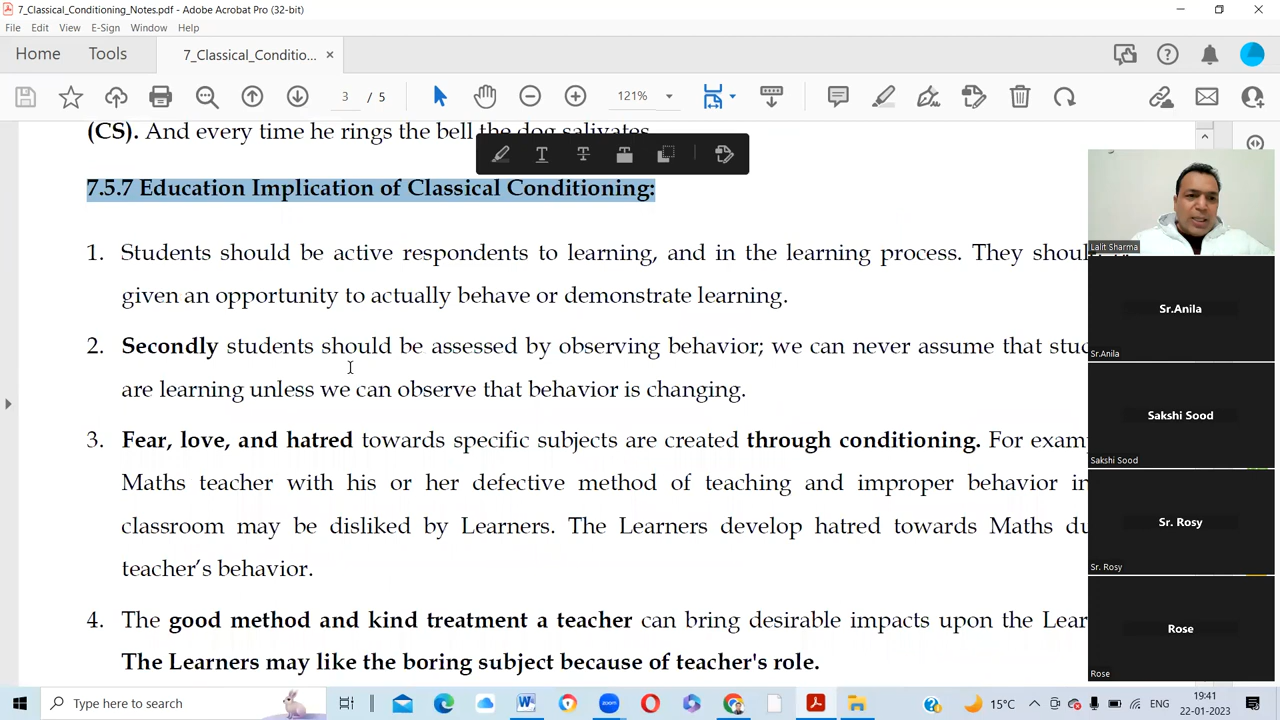 7_Classical_Conditioning_Notes.pdf - Adobe Acrobat Pro (32-bit)
File Edit View E-Sign Window Help
Home Tools 7_Classical_Conditio... ×
3 / 5 121%
(CS). And every time he rings the bell the dog salivates.
7.5.7 Education Implication of Classical Conditioning:
1. Students should be active respondents to learning, and in the learning process. They shoul
given an opportunity to actually behave or demonstrate learning.
2. Secondly students should be assessed by observing behavior; we can never assume that stud
are learning unless we can observe that behavior is changing.
3. Fear, love, and hatred towards specific subjects are created through conditioning. For examp
Maths teacher with his or her defective method of teaching and improper behavior in
classroom may be disliked by Learners. The Learners develop hatred towards Maths du
teacher's behavior.
4. The good method and kind treatment a teacher can bring desirable impacts upon the Lear
The Learners may like the boring subject because of teacher's role.
Lalit Sharma
Sr.Anila
Sr.Anila
Sakshi Sood
Sakshi Sood
Sr. Rosy
Sr. Rosy
Rose
Rose
Type here to search
15°C
ENG
19:41
22-01-2023